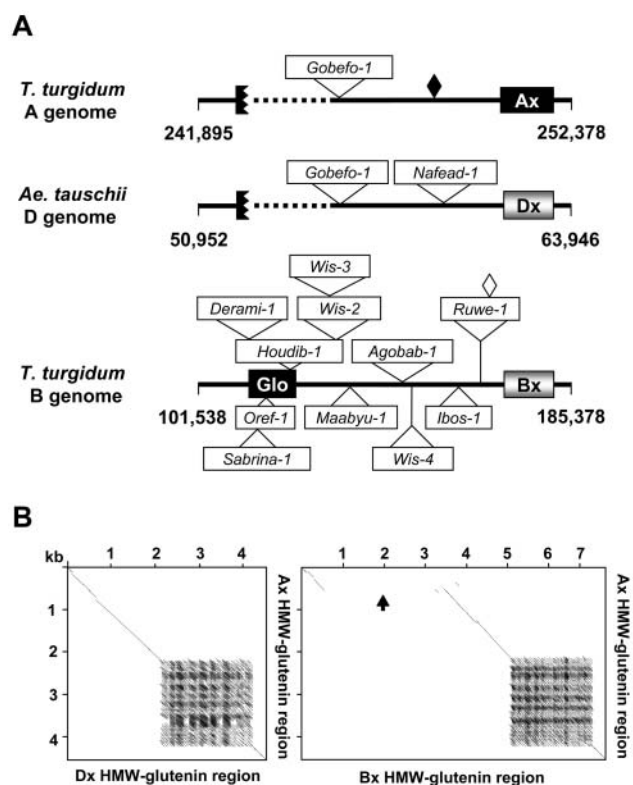 A
T. turgidum
A genome
Gobefo-1
Ax
241,895
252,378
Ae. tauschii
D genome
Gobefo-1
Nafead-1
Dx
50,952
63,946
T. turgidum
B genome
Wis-3
Derami-1
Wis-2
Ruwe-1
Houdib-1
Agobab-1
Glo
Bx
101,538
Oref-1
Maabyu-1
Ibos-1
185,378
Sabrina-1
Wis-4
B
kb
1 2 3 4
1
2
3
4
Ax HMW-glutenin region
Dx HMW-glutenin region
1 2 3 4 5 6 7
Ax HMW-glutenin region
Bx HMW-glutenin region